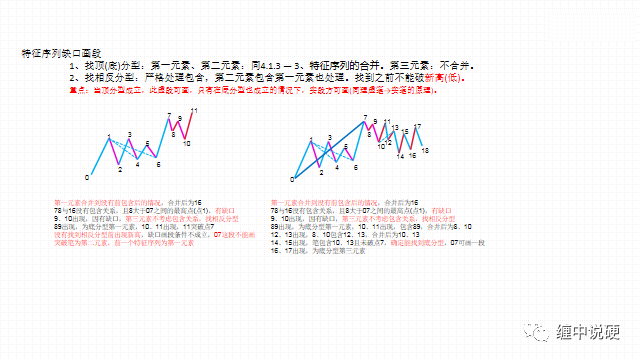 特征序列缺口画段
1、找顶(底)分型：第一元素、第二元素：同4.1.3 — 3、特征序列的合并。第三元素：不合并。
2、找相反分型：严格处理包含，第二元素包含第一元素也处理。找到之前不能破新高(低)。
重点：当顶分型成立，此虚段可画，只有在底分型也成立的情况下，实段方可画(同理虚笔→实笔的原理)。
0 1 2 3 4 5 6 7 8 9 10 11
0 1 2 3 4 5 6 7 8 9 10 11 12 13 14 15 16 17 18
第一元素合并到没有前包含后的情况，合并后为16
78与16没有包含关系，且8大于07之间的最高点(点1)，有缺口
9．10出现，因有缺口，第三元素不考虑包含关系，找相反分型
89出现，为底分型第一元素，10．11出现，11突破点7
没有找到相反分型前出现新高，缺口画段条件不成立，07这段不能画
突破笔为第二元素，前一个特征序列为第一元素
第一元素合并到没有前包含后的情况，合并后为16
78与16没有包含关系，且8大于07之间的最高点(点1)，有缺口
9．10出现，因有缺口，第三元素不考虑包含关系，找相反分型
89出现，为底分型第一元素，10．11出现，包含89，合并后为8．10
12．13出现，8．10包含12．13，合并后为10．13
14．15出现，笔包含10．13且未破点7，确定能找到底分型，07可画一段
16．17出现，为底分型第三元素
缠中说硬